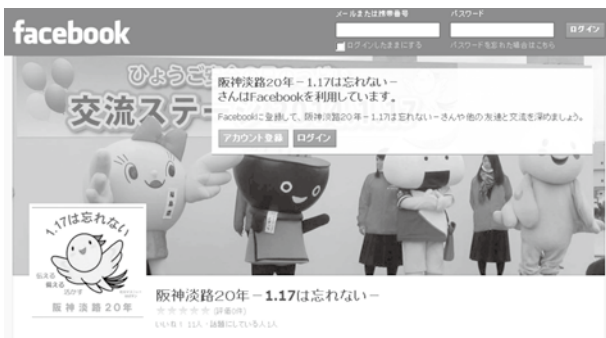 facebook
メールまたは携帯番号
パスワード
ログイン
ログインしたままにする
パスワードを忘れた場合はこちら
ひょうご
交流ステー
阪神淡路20年－1.17は忘れない－
さんはFacebookを利用しています。
Facebookに登録して、阪神淡路20年－1.17は忘れない－さんや他の友達と交流を深めましょう。
アカウント登録
ログイン
1.17は忘れない
伝える
備える
活かす
阪神淡路20年
阪神淡路20年－1.17は忘れない－
★★★★★ (評価0件)
いいね！ 11人・話題にしている人1人